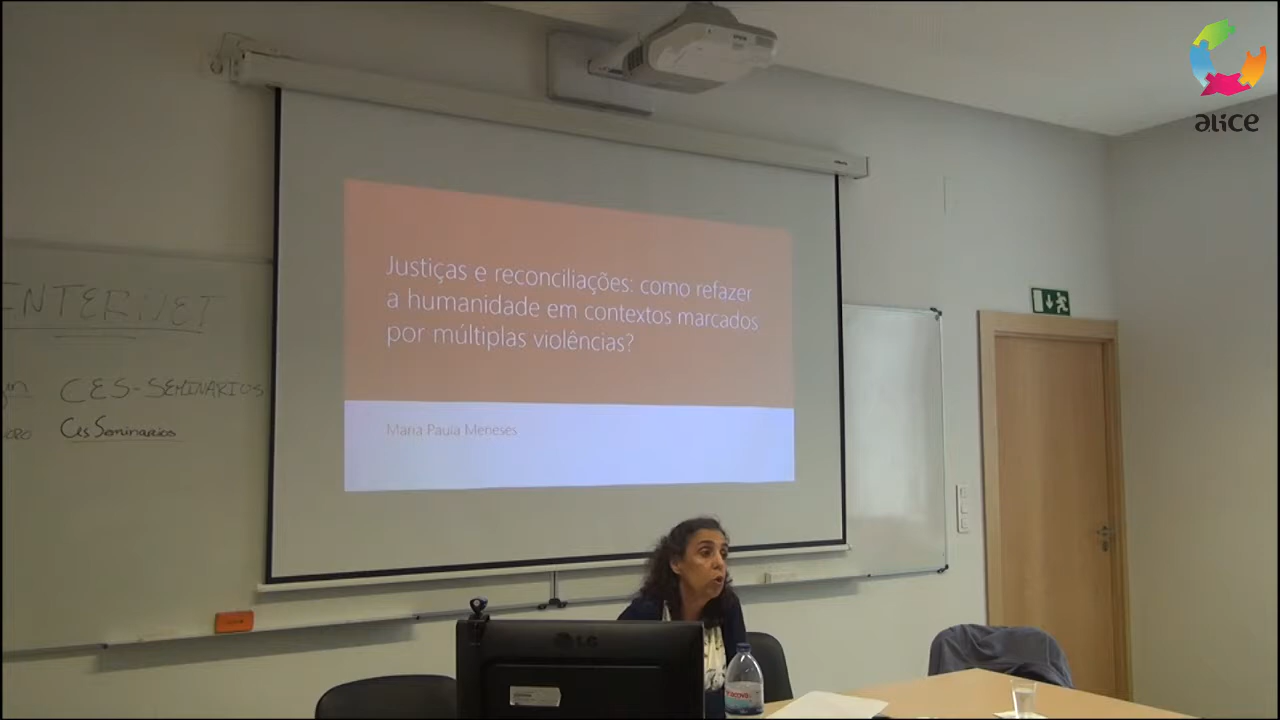 alice
Justiças e reconciliações: como refazer
a humanidade em contextos marcados
por múltiplas violências?
Maria Paula Meneses
INTERNET
CES-SEMINARIOS
Ces Seminarios
LG